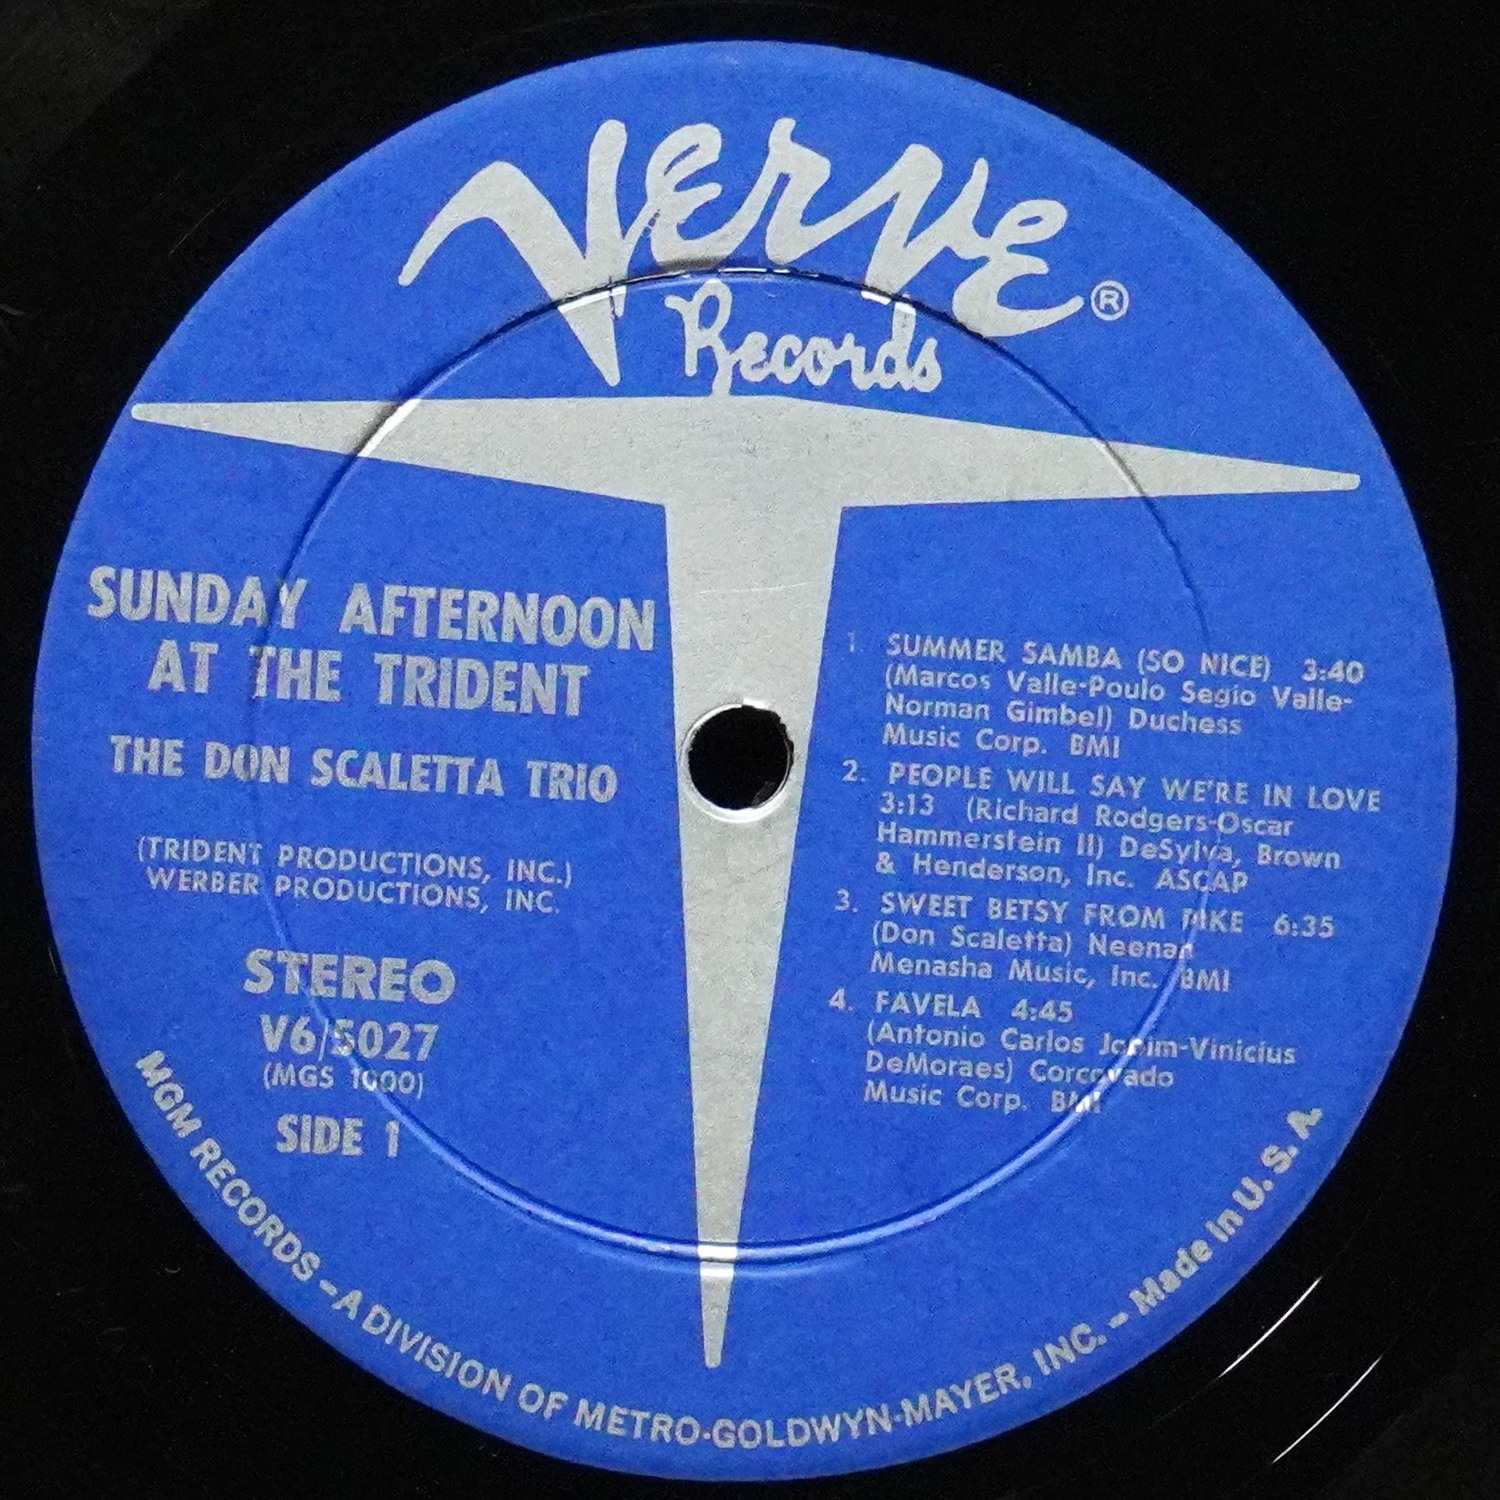 Verve®
Records
SUNDAY AFTERNOON
AT THE TRIDENT
THE DON SCALETTA TRIO
(TRIDENT PRODUCTIONS, INC.)
WERBER PRODUCTIONS, INC.
STEREO
V6/5027
(MGS 1000)
SIDE 1
1 SUMMER SAMBA (SO NICE) 3:40
(Marcos Valle-Poulo Segio Valle-
Norman Gimbel) Duchess
Music Corp. BMI
2. PEOPLE WILL SAY WE'RE IN LOVE
3:13 (Richard Rodgers-Oscar
Hammerstein II) DeSylva, Brown
& Henderson, Inc. ASCAP
3. SWEET BETSY FROM PIKE 6:35
(Don Scaletta) Neenan
Menasha Music, Inc. BMI
4. FAVELA 4:45
(Antonio Carlos Jobim-Vinicius
DeMoraes) Corcovado
Music Corp. BMI
MGM RECORDS – A DIVISION OF METRO-GOLDWYN-MAYER, INC. – Made in U. S. A.